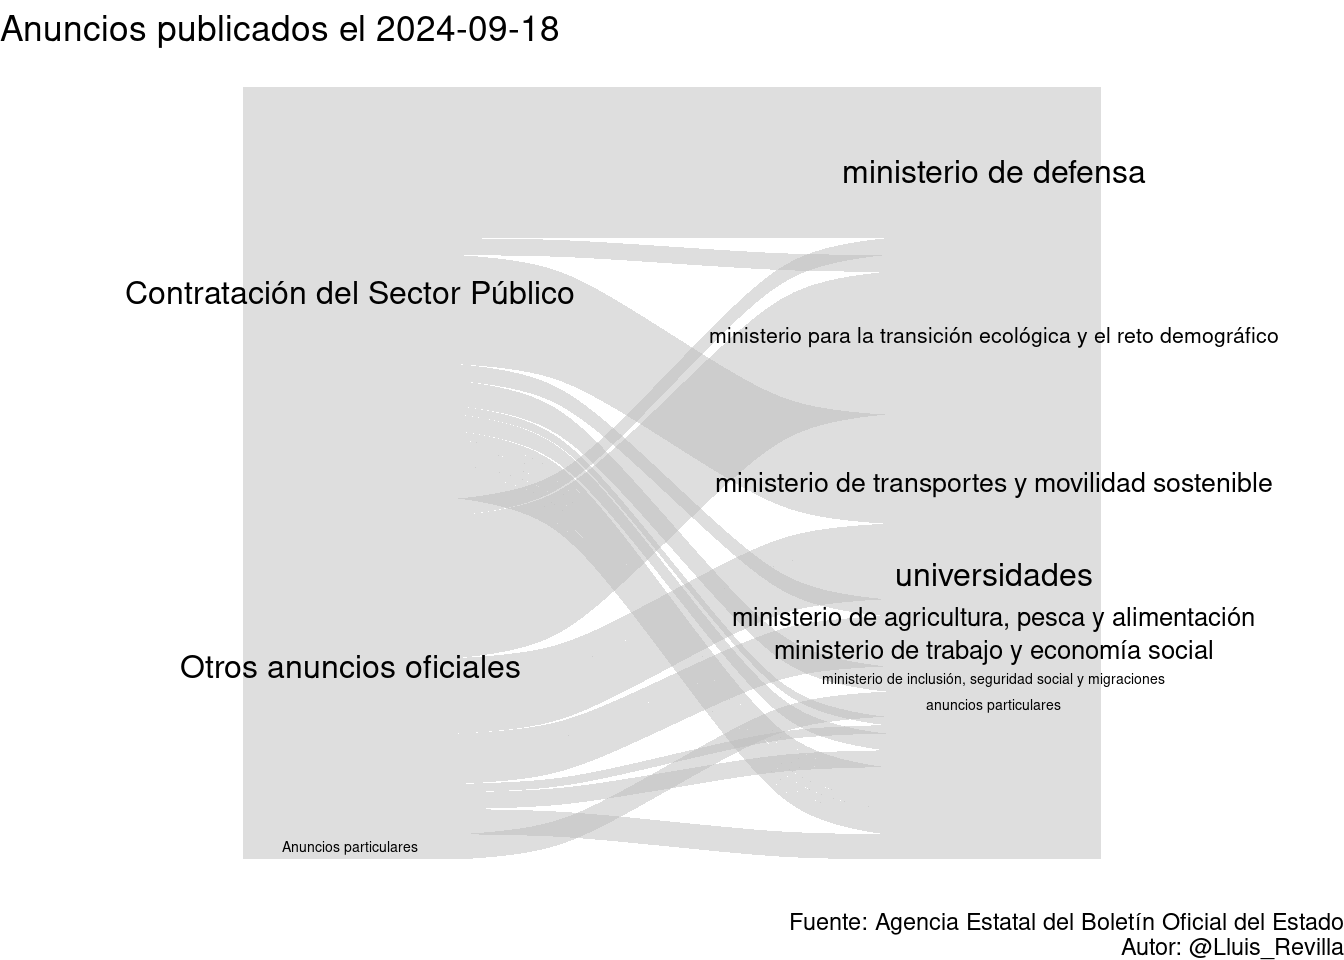 Anuncios publicados el 2024-09-18
ministerio de defensa
Contratación del Sector Público
ministerio para la transición ecológica y el reto demográfico
ministerio de transportes y movilidad sostenible
universidades
ministerio de agricultura, pesca y alimentación
ministerio de trabajo y economía social
Otros anuncios oficiales
ministerio de inclusión, seguridad social y migraciones
anuncios particulares
Anuncios particulares
Fuente: Agencia Estatal del Boletín Oficial del Estado
Autor: @Lluis_Revilla